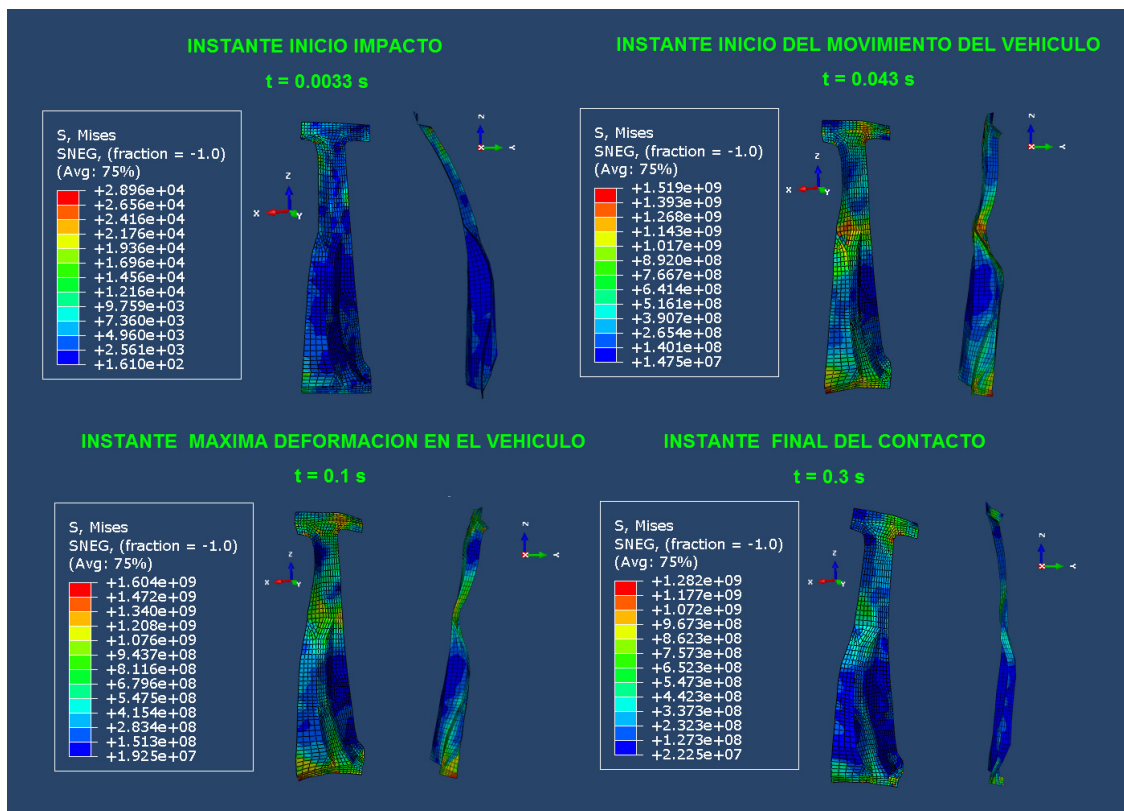 INSTANTE INICIO IMPACTO
t = 0.0033 s
S, Mises
SNEG, (fraction = -1.0)
(Avg: 75%)
+2.896e+04
+2.656e+04
+2.416e+04
+2.176e+04
+1.936e+04
+1.696e+04
+1.456e+04
+1.216e+04
+9.759e+03
+7.360e+03
+4.960e+03
+2.561e+03
+1.610e+02
Z
X
Y
Z
X
Y
INSTANTE INICIO DEL MOVIMIENTO DEL VEHICULO
t = 0.043 s
S, Mises
SNEG, (fraction = -1.0)
(Avg: 75%)
+1.519e+09
+1.393e+09
+1.268e+09
+1.143e+09
+1.017e+09
+8.920e+08
+7.667e+08
+6.414e+08
+5.161e+08
+3.907e+08
+2.654e+08
+1.401e+08
+1.475e+07
Z
X
Y
Z
X
Y
INSTANTE MAXIMA DEFORMACION EN EL VEHICULO
t = 0.1 s
S, Mises
SNEG, (fraction = -1.0)
(Avg: 75%)
+1.604e+09
+1.472e+09
+1.340e+09
+1.208e+09
+1.076e+09
+9.437e+08
+8.116e+08
+6.796e+08
+5.475e+08
+4.154e+08
+2.834e+08
+1.513e+08
+1.925e+07
Z
X
Y
Z
X
Y
INSTANTE FINAL DEL CONTACTO
t = 0.3 s
S, Mises
SNEG, (fraction = -1.0)
(Avg: 75%)
+1.282e+09
+1.177e+09
+1.072e+09
+9.673e+08
+8.623e+08
+7.573e+08
+6.523e+08
+5.473e+08
+4.423e+08
+3.373e+08
+2.323e+08
+1.273e+08
+2.225e+07
Z
X
Y
Z
X
Y